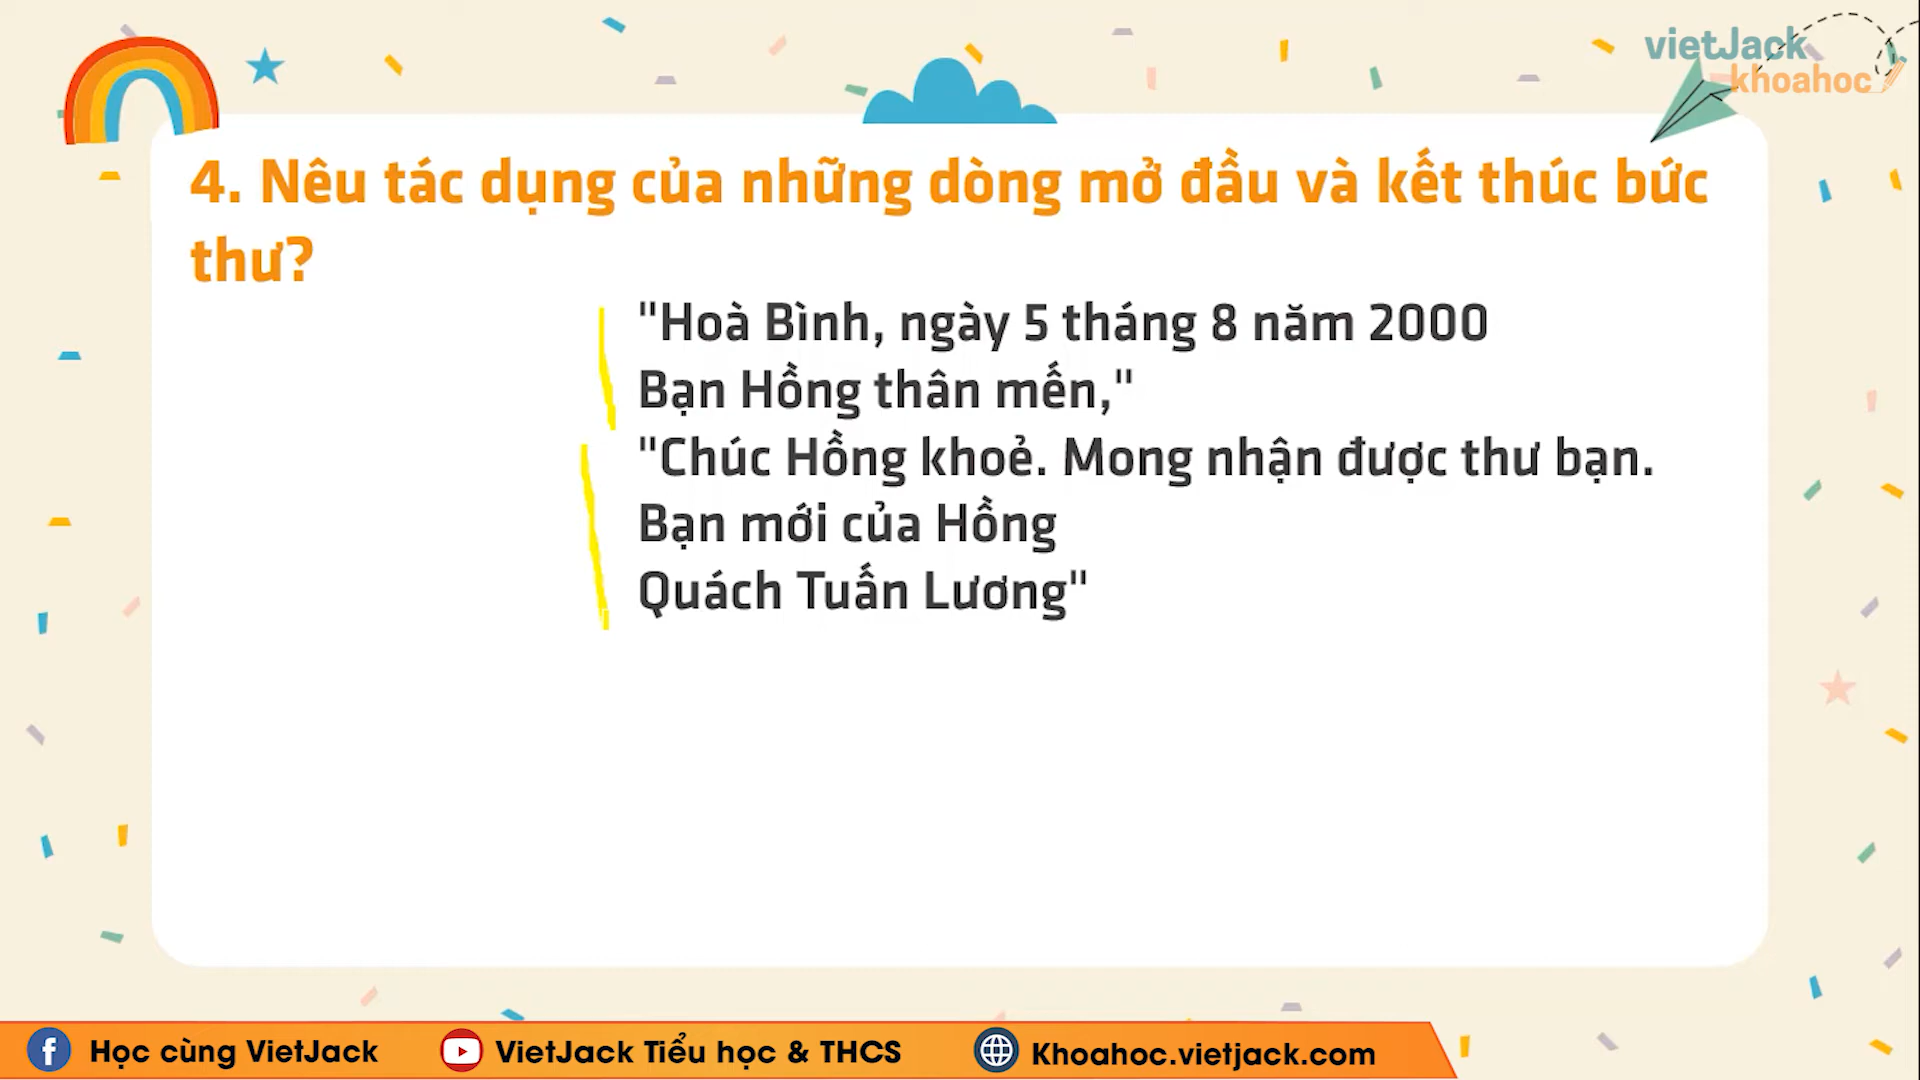 vietJack
khoahoc
4. Nêu tác dụng của những dòng mở đầu và kết thúc bức
thư?
"Hoà Bình, ngày 5 tháng 8 năm 2000
Bạn Hồng thân mến,"
"Chúc Hồng khoẻ. Mong nhận được thư bạn.
Bạn mới của Hồng
Quách Tuấn Lương"
Học cùng VietJack
VietJack Tiểu học & THCS
Khoahoc.vietjack.com